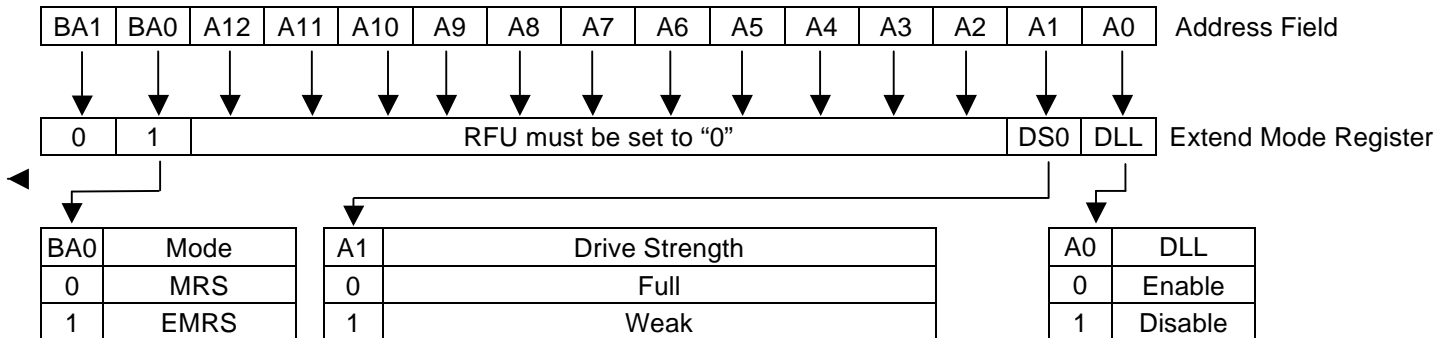 BA1 BA0 A12 A11 A10 A9 A8 A7 A6 A5 A4 A3 A2 A1 A0 Address Field
0 1 RFU must be set to “0” DS0 DLL Extend Mode Register
BA0 Mode A1 Drive Strength A0 DLL
0 MRS 0 Full 0 Enable
1 EMRS 1 Weak 1 Disable